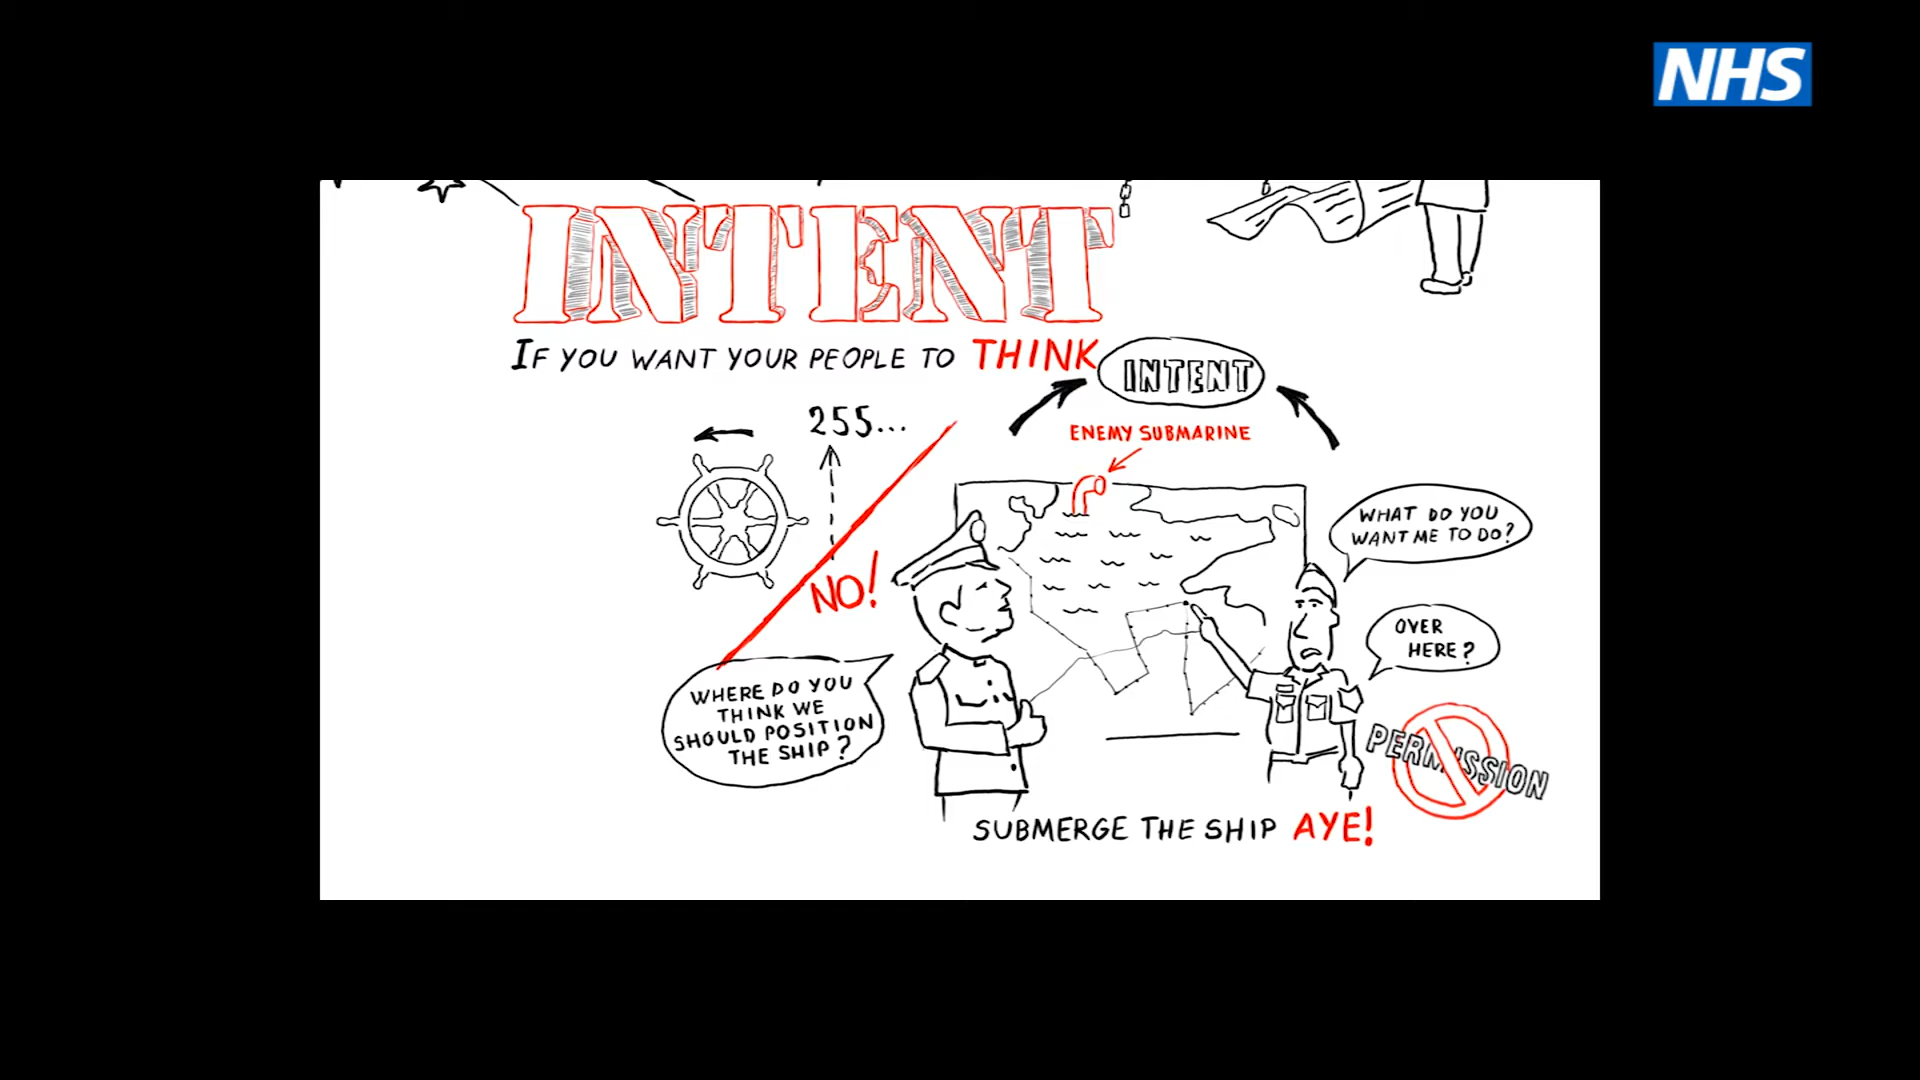 NHS
INTENT
IF YOU WANT YOUR PEOPLE TO THINK
INTENT
255...
ENEMY SUBMARINE
WHAT DO YOU
WANT ME TO DO?
NO!
OVER
HERE?
WHERE DO YOU
THINK WE
SHOULD POSITION
THE SHIP?
PERMISSION
SUBMERGE THE SHIP AYE!